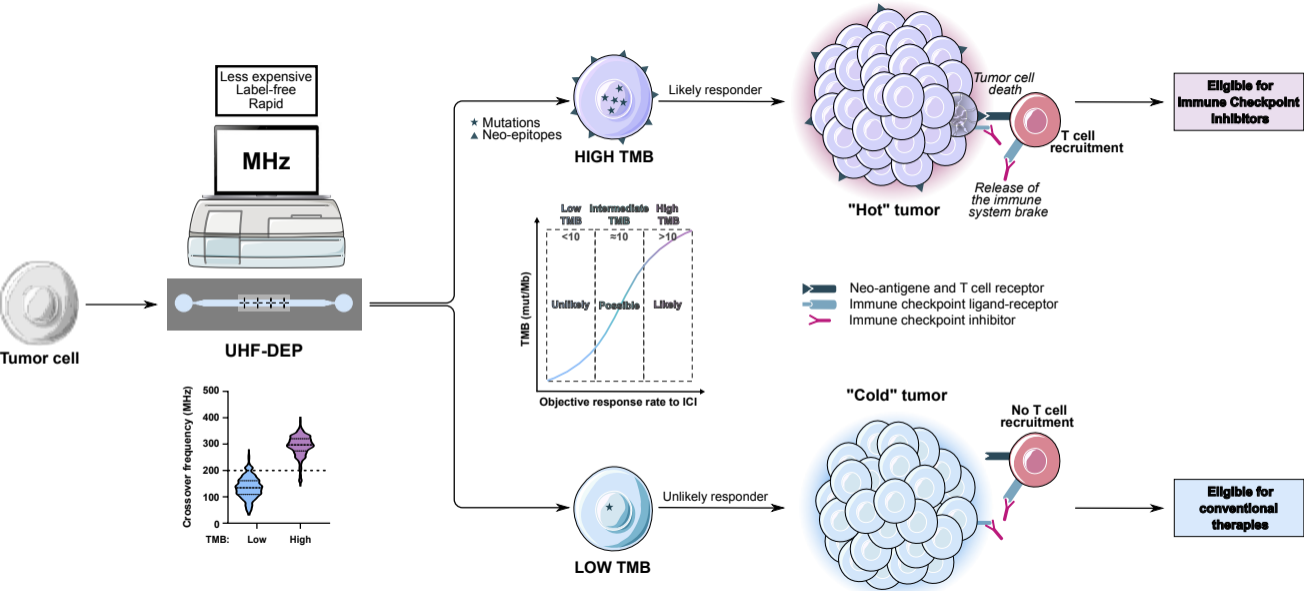 Less expensive
Label-free
Rapid
MHz
Tumor cell
UHF-DEP
Crossover frequency (MHz)
500
400
300
200
100
0
TMB:
Low
High
Mutations
Neo-epitopes
HIGH TMB
Likely responder
"Hot" tumor
Tumor cell
death
T cell
recruitment
Release of
the immune
system brake
Eligible for
Immune Checkpoint
Inhibitors
Low
TMB
<10
Intermediate
TMB
≈10
High
TMB
>10
Unlikely
Possible
Likely
TMB (mut/Mb)
Objective response rate to ICI
Neo-antigene and T cell receptor
Immune checkpoint ligand-receptor
Immune checkpoint inhibitor
LOW TMB
Unlikely responder
"Cold" tumor
No T cell
recruitment
Eligible for
conventional
therapies